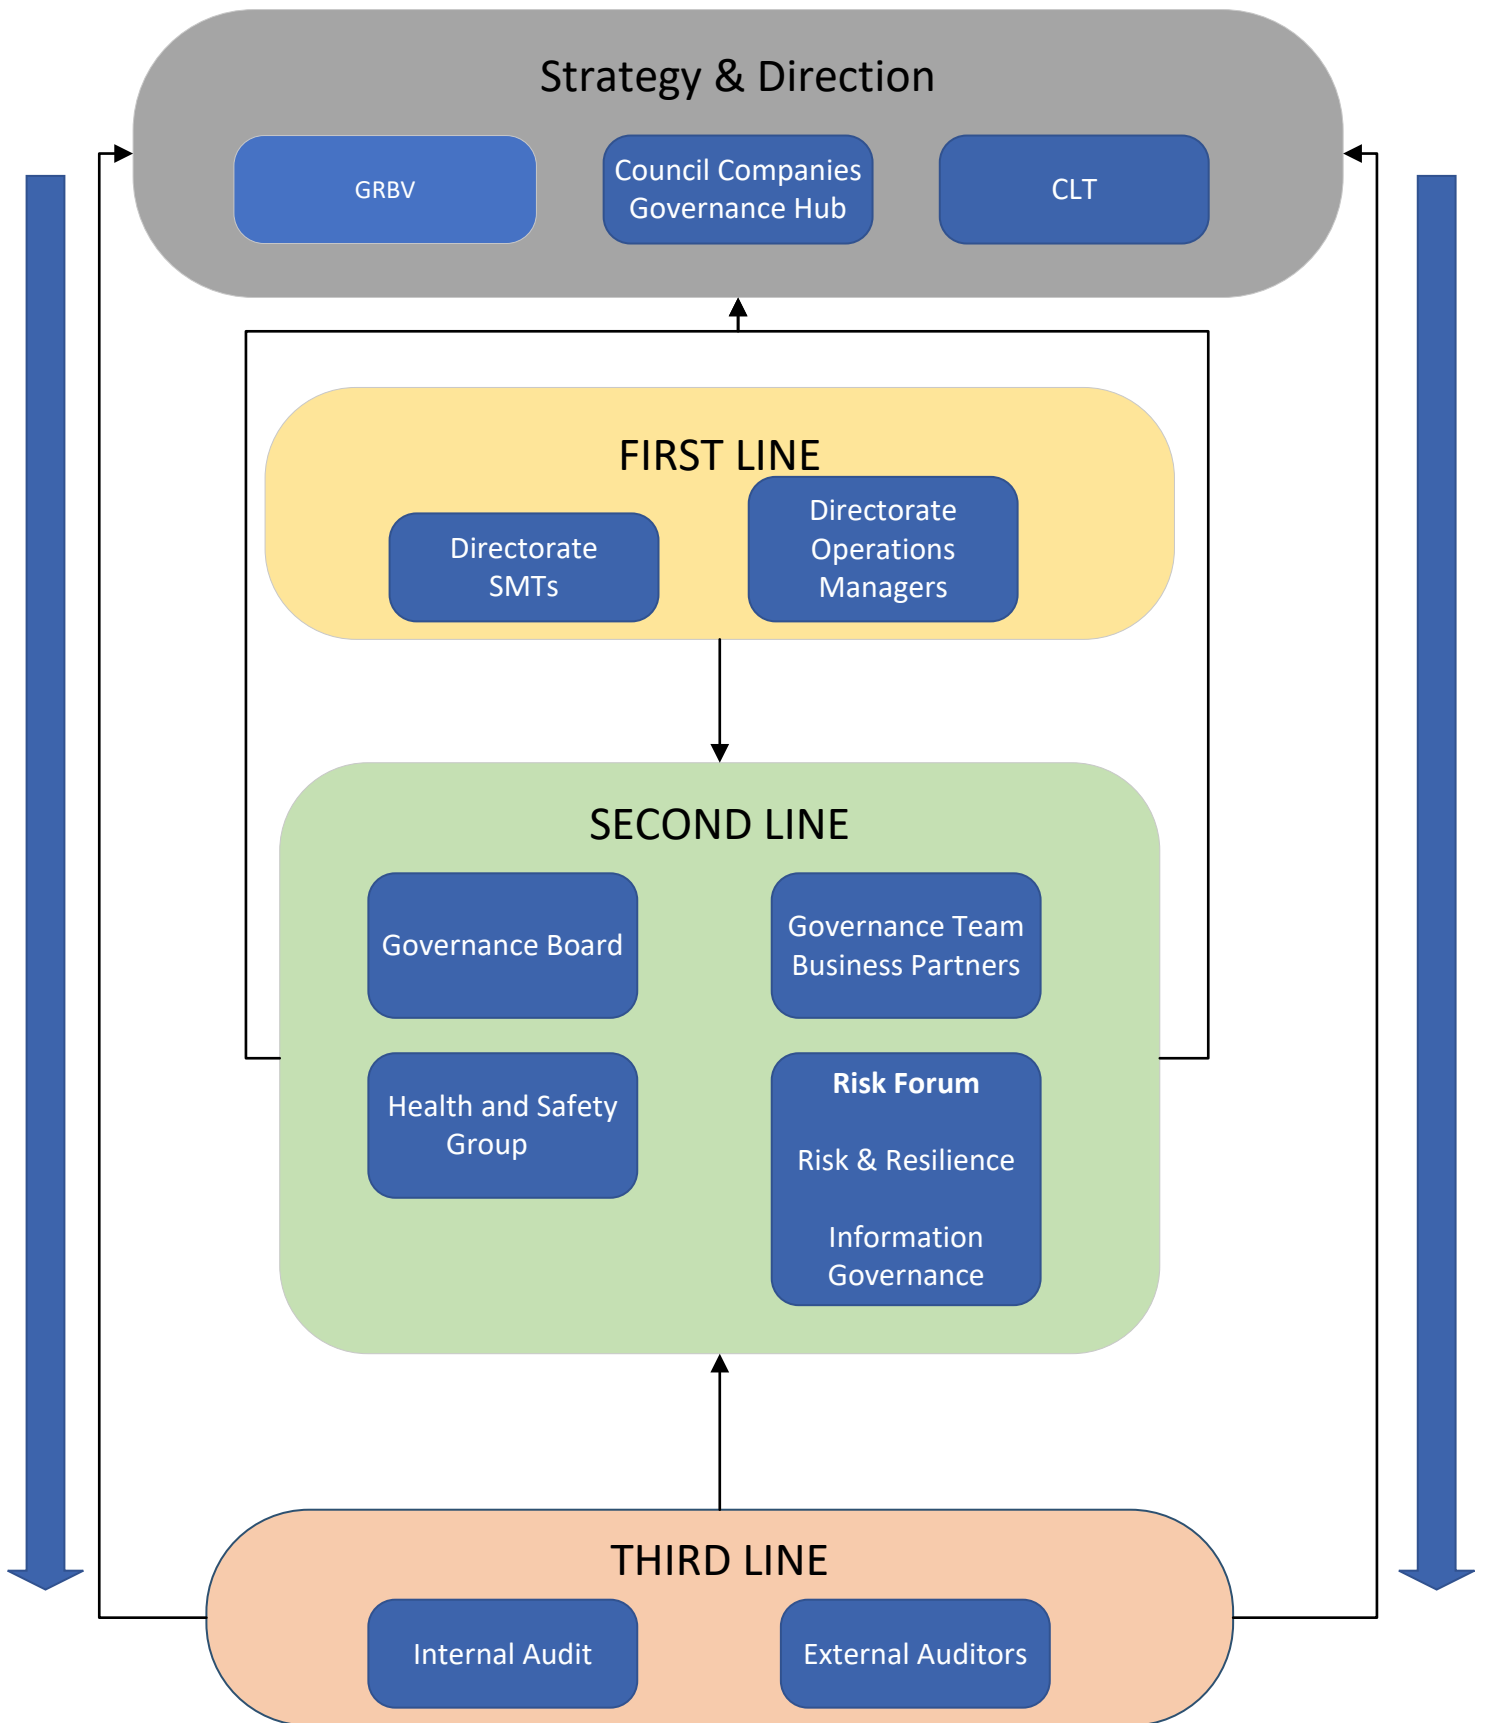 Strategy & Direction
GRBV
Council Companies
Governance Hub
CLT
FIRST LINE
Directorate
SMTs
Directorate
Operations
Managers
SECOND LINE
Governance Board
Governance Team
Business Partners
Health and Safety
Group
Risk Forum
Risk & Resilience
Information
Governance
THIRD LINE
Internal Audit
External Auditors